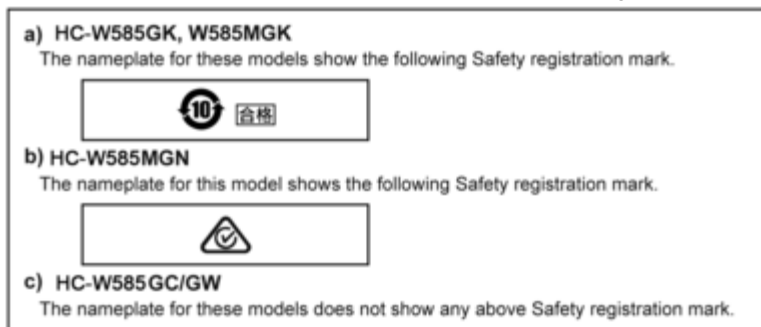 a) HC-W585GK, W585MGK
The nameplate for these models show the following Safety registration mark.
10 合格
b) HC-W585MGN
The nameplate for this model shows the following Safety registration mark.
c) HC-W585GC/GW
The nameplate for these models does not show any above Safety registration mark.